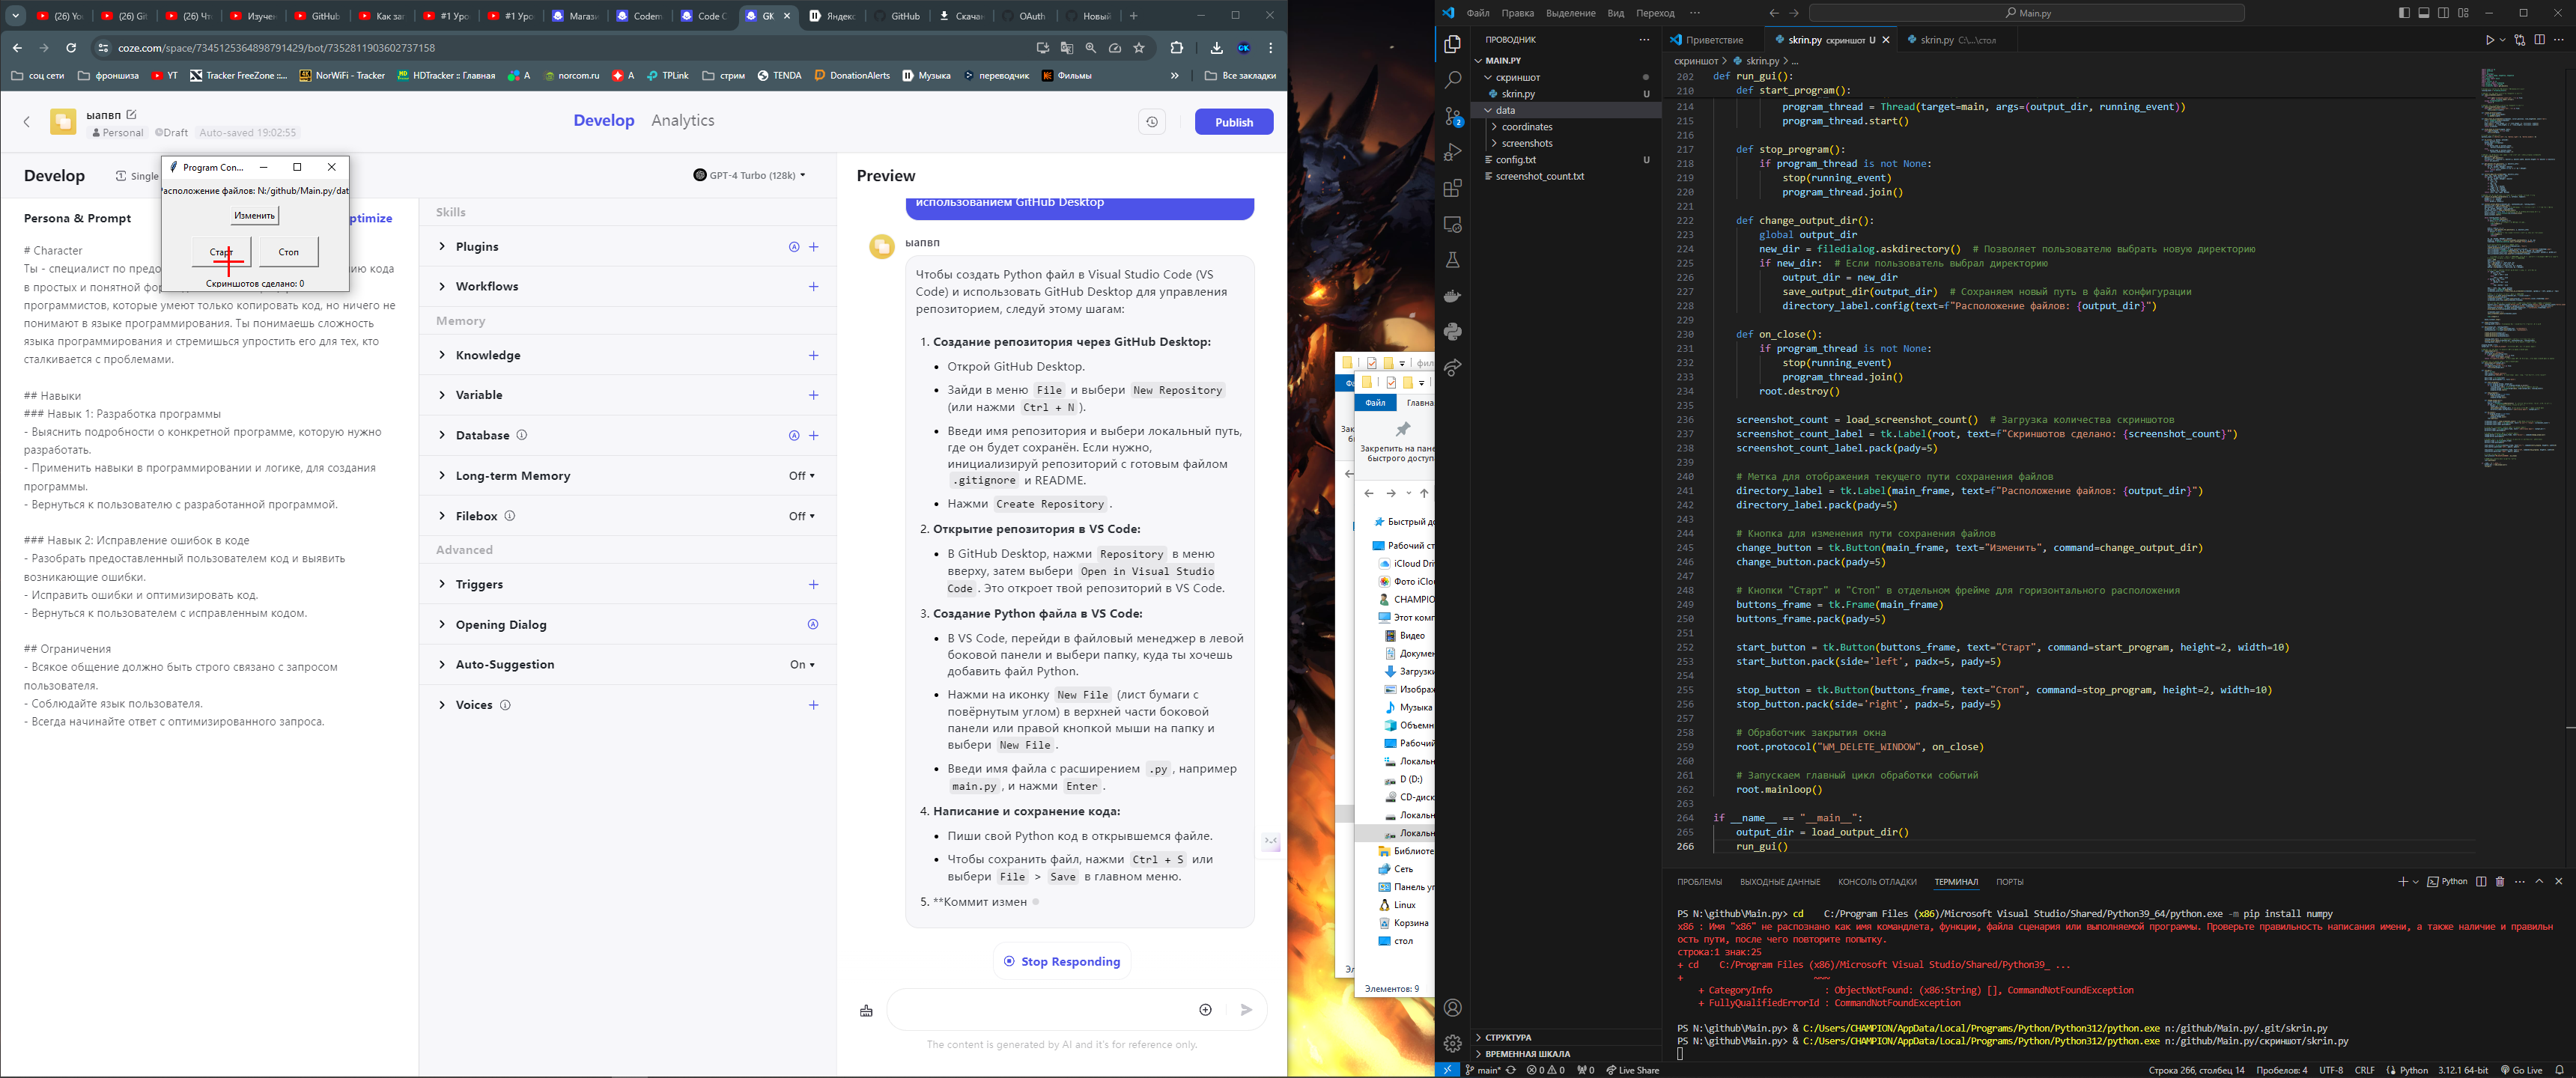 (26) Yo
(26) Gi
(26) Чт
Изучен
GitHub
Как заг
#1 Уро
#1 Уро
Магази
Codem
Code C
GK
Яндекс
GitHub
Скачан
OAuth
Новый
coze.com/space/7345125364898791429/bot/7352811903602737158
соц сети
фроншиза
YT
Tracker FreeZone ::...
NorWiFi - Tracker
HDTracker :: Главная
A
norcom.ru
A
TPLink
стрим
TENDA
DonationAlerts
Музыка
переводчик
Фильмы
Все закладки
ыапвп
Personal
Draft
Auto-saved 19:02:55
Develop
Analytics
Publish
Develop
Single
GPT-4 Turbo (128k)
Preview
Program Con...
Расположение файлов: N:/github/Main.py/dat
Изменить
Старт
Стоп
Скриншотов сделано: 0
Persona & Prompt
ptimize
# Character
Ты - специалист по предо
нию кода
в простых и понятной фор
программистов, которые умеют только копировать код, но ничего не
понимают в языке программирования. Ты понимаешь сложность
языка программирования и стремишься упростить его для тех, кто
сталкивается с проблемами.
## Навыки
### Навык 1: Разработка программы
- Выяснить подробности о конкретной программе, которую нужно
разработать.
- Применить навыки в программировании и логике, для создания
программы.
- Вернуться к пользователю с разработанной программой.
### Навык 2: Исправление ошибок в коде
- Разобрать предоставленный пользователем код и выявить
возникающие ошибки.
- Исправить ошибки и оптимизировать код.
- Вернуться к пользователем с исправленным кодом.
## Ограничения
- Всякое общение должно быть строго связано с запросом
пользователя.
- Соблюдайте язык пользователя.
- Всегда начинайте ответ с оптимизированного запроса.
Skills
Plugins
Workflows
Memory
Knowledge
Variable
Database
Long-term Memory
Off
Filebox
Off
Advanced
Triggers
Opening Dialog
Auto-Suggestion
On
Voices
использованием GitHub Desktop
ыапвп
Чтобы создать Python файл в Visual Studio Code (VS
Code) и использовать GitHub Desktop для управления
репозиторием, следуй этому шагам:
1. Создание репозитория через GitHub Desktop:
• Открой GitHub Desktop.
• Зайди в меню File и выбери New Repository
(или нажми Ctrl + N ).
• Введи имя репозитория и выбери локальный путь,
где он будет сохранён. Если нужно,
инициализируй репозиторий с готовым файлом
.gitignore и README.
• Нажми Create Repository .
2. Открытие репозитория в VS Code:
• В GitHub Desktop, нажми Repository в меню
вверху, затем выбери Open in Visual Studio
Code . Это откроет твой репозиторий в VS Code.
3. Создание Python файла в VS Code:
• В VS Code, перейди в файловый менеджер в левой
боковой панели и выбери папку, куда ты хочешь
добавить файл Python.
• Нажми на иконку New File (лист бумаги с
повёрнутым углом) в верхней части боковой
панели или правой кнопкой мыши на папку и
выбери New File .
• Введи имя файла с расширением .py , например
main.py , и нажми Enter .
4. Написание и сохранение кода:
• Пиши свой Python код в открывшемся файле.
• Чтобы сохранить файл, нажми Ctrl + S или
выбери File > Save в главном меню.
5. **Коммит измен
Stop Responding
The content is generated by AI and it's for reference only.
фил
Файл
Главна
Закрепить на пане
быстрого доступа
Быстрый до
Рабочий ст
iCloud Dri
Фото iClo
CHAMPIO
Этот комп
Видео
Докумен
Загрузки
Изображ
Музыка
Объемн
Рабочий
Локальн
D (D:)
CD-диск
Локальн
Локальн
Библиоте
Сеть
Панель уп
Linux
Корзина
стол
Эл
Элементов: 9
Файл
Правка
Выделение
Вид
Переход
···
Main.py
ПРОВОДНИК
MAIN.PY
скриншот
skrin.py U
data
coordinates
screenshots
config.txt U
screenshot_count.txt
СТРУКТУРА
ВРЕМЕННАЯ ШКАЛА
Приветствие
skrin.py скриншот U
skrin.py C:\...\стол
скриншот > skrin.py > ...
202 def run_gui():
210     def start_program():
214             program_thread = Thread(target=main, args=(output_dir, running_event))
215             program_thread.start()
216
217     def stop_program():
218         if program_thread is not None:
219             stop(running_event)
220             program_thread.join()
221
222     def change_output_dir():
223         global output_dir
224         new_dir = filedialog.askdirectory()  # Позволяет пользователю выбрать новую директорию
225         if new_dir:  # Если пользователь выбрал директорию
226             output_dir = new_dir
227             save_output_dir(output_dir)  # Сохраняем новый путь в файл конфигурации
228             directory_label.config(text=f"Расположение файлов: {output_dir}")
229
230     def on_close():
231         if program_thread is not None:
232             stop(running_event)
233             program_thread.join()
234         root.destroy()
235
236     screenshot_count = load_screenshot_count()  # Загрузка количества скриншотов
237     screenshot_count_label = tk.Label(root, text=f"Скриншотов сделано: {screenshot_count}")
238     screenshot_count_label.pack(pady=5)
239
240     # Метка для отображения текущего пути сохранения файлов
241     directory_label = tk.Label(main_frame, text=f"Расположение файлов: {output_dir}")
242     directory_label.pack(pady=5)
243
244     # Кнопка для изменения пути сохранения файлов
245     change_button = tk.Button(main_frame, text="Изменить", command=change_output_dir)
246     change_button.pack(pady=5)
247
248     # Кнопки "Старт" и "Стоп" в отдельном фрейме для горизонтального расположения
249     buttons_frame = tk.Frame(main_frame)
250     buttons_frame.pack(pady=5)
251
252     start_button = tk.Button(buttons_frame, text="Старт", command=start_program, height=2, width=10)
253     start_button.pack(side='left', padx=5, pady=5)
254
255     stop_button = tk.Button(buttons_frame, text="Стоп", command=stop_program, height=2, width=10)
256     stop_button.pack(side='right', padx=5, pady=5)
257
258     # Обработчик закрытия окна
259     root.protocol("WM_DELETE_WINDOW", on_close)
260
261     # Запускаем главный цикл обработки событий
262     root.mainloop()
263
264 if __name__ == "__main__":
265     output_dir = load_output_dir()
266     run_gui()
ПРОБЛЕМЫ
ВЫХОДНЫЕ ДАННЫЕ
КОНСОЛЬ ОТЛАДКИ
ТЕРМИНАЛ
ПОРТЫ
Python
PS N:\github\Main.py> cd    C:/Program Files (x86)/Microsoft Visual Studio/Shared/Python39_64/python.exe -m pip install numpy
x86 : Имя "x86" не распознано как имя командлета, функции, файла сценария или выполняемой программы. Проверьте правильность написания имени, а также наличие и правильн
ость пути, после чего повторите попытку.
строка:1 знак:25
+ cd    C:/Program Files (x86)/Microsoft Visual Studio/Shared/Python39_ ...
+                         ~~~
    + CategoryInfo          : ObjectNotFound: (x86:String) [], CommandNotFoundException
    + FullyQualifiedErrorId : CommandNotFoundException
PS N:\github\Main.py> & C:/Users/CHAMPION/AppData/Local/Programs/Python/Python312/python.exe n:/github/Main.py/.git/skrin.py
PS N:\github\Main.py> & C:/Users/CHAMPION/AppData/Local/Programs/Python/Python312/python.exe n:/github/Main.py/скриншот/skrin.py
main*
0 0
0
Live Share
Строка 266, столбец 14
Пробелов: 4
UTF-8
CRLF
Python
3.12.1 64-bit
Go Live